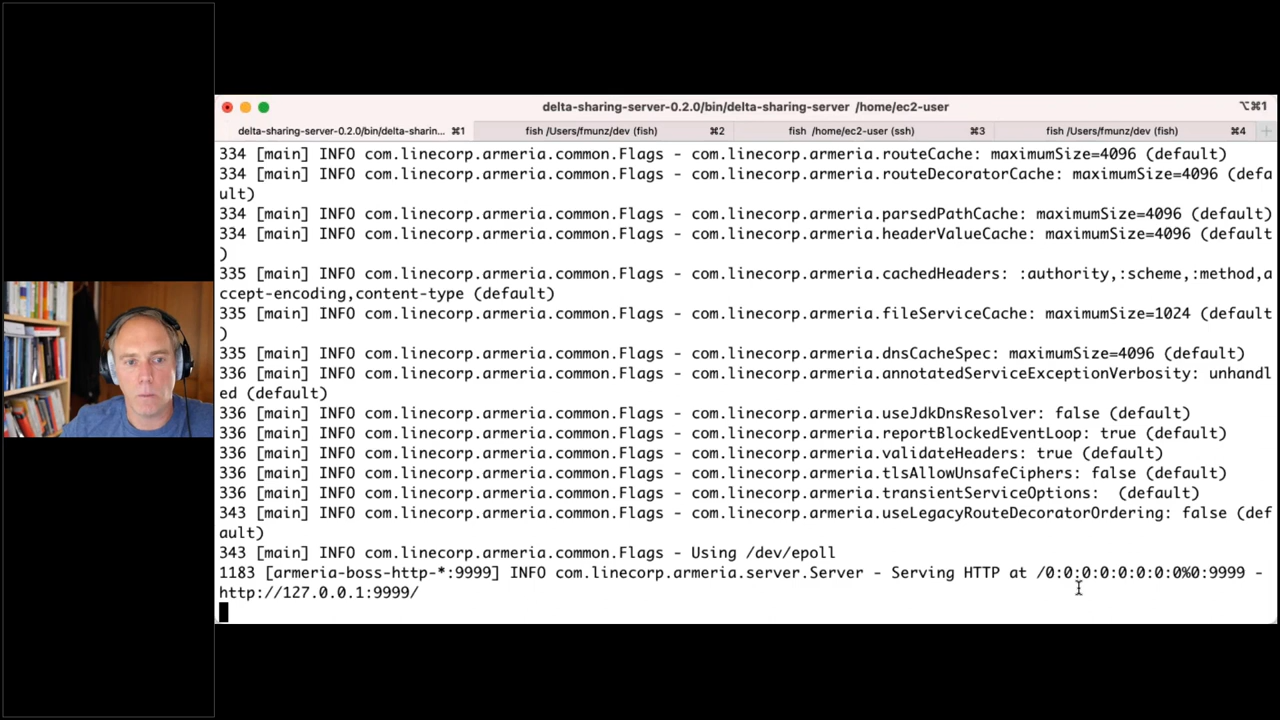 delta-sharing-server-0.2.0/bin/delta-sharing-server /home/ec2-user
⌥⌘1
delta-sharing-server-0.2.0/bin/delta-sharin... ⌘1
fish /Users/fmunz/dev (fish) ⌘2
fish /home/ec2-user (ssh) ⌘3
fish /Users/fmunz/dev (fish) ⌘4
334 [main] INFO com.linecorp.armeria.common.Flags - com.linecorp.armeria.routeCache: maximumSize=4096 (default)
334 [main] INFO com.linecorp.armeria.common.Flags - com.linecorp.armeria.routeDecoratorCache: maximumSize=4096 (defa
ult)
334 [main] INFO com.linecorp.armeria.common.Flags - com.linecorp.armeria.parsedPathCache: maximumSize=4096 (default)
334 [main] INFO com.linecorp.armeria.common.Flags - com.linecorp.armeria.headerValueCache: maximumSize=4096 (default
)
335 [main] INFO com.linecorp.armeria.common.Flags - com.linecorp.armeria.cachedHeaders: :authority,:scheme,:method,a
ccept-encoding,content-type (default)
335 [main] INFO com.linecorp.armeria.common.Flags - com.linecorp.armeria.fileServiceCache: maximumSize=1024 (default
)
335 [main] INFO com.linecorp.armeria.common.Flags - com.linecorp.armeria.dnsCacheSpec: maximumSize=4096 (default)
336 [main] INFO com.linecorp.armeria.common.Flags - com.linecorp.armeria.annotatedServiceExceptionVerbosity: unhandl
ed (default)
336 [main] INFO com.linecorp.armeria.common.Flags - com.linecorp.armeria.useJdkDnsResolver: false (default)
336 [main] INFO com.linecorp.armeria.common.Flags - com.linecorp.armeria.reportBlockedEventLoop: true (default)
336 [main] INFO com.linecorp.armeria.common.Flags - com.linecorp.armeria.validateHeaders: true (default)
336 [main] INFO com.linecorp.armeria.common.Flags - com.linecorp.armeria.tlsAllowUnsafeCiphers: false (default)
336 [main] INFO com.linecorp.armeria.common.Flags - com.linecorp.armeria.transientServiceOptions:  (default)
343 [main] INFO com.linecorp.armeria.common.Flags - com.linecorp.armeria.useLegacyRouteDecoratorOrdering: false (def
ault)
343 [main] INFO com.linecorp.armeria.common.Flags - Using /dev/epoll
1183 [armeria-boss-http-*:9999] INFO com.linecorp.armeria.server.Server - Serving HTTP at /0:0:0:0:0:0:0:0%0:9999 -
http://127.0.0.1:9999/